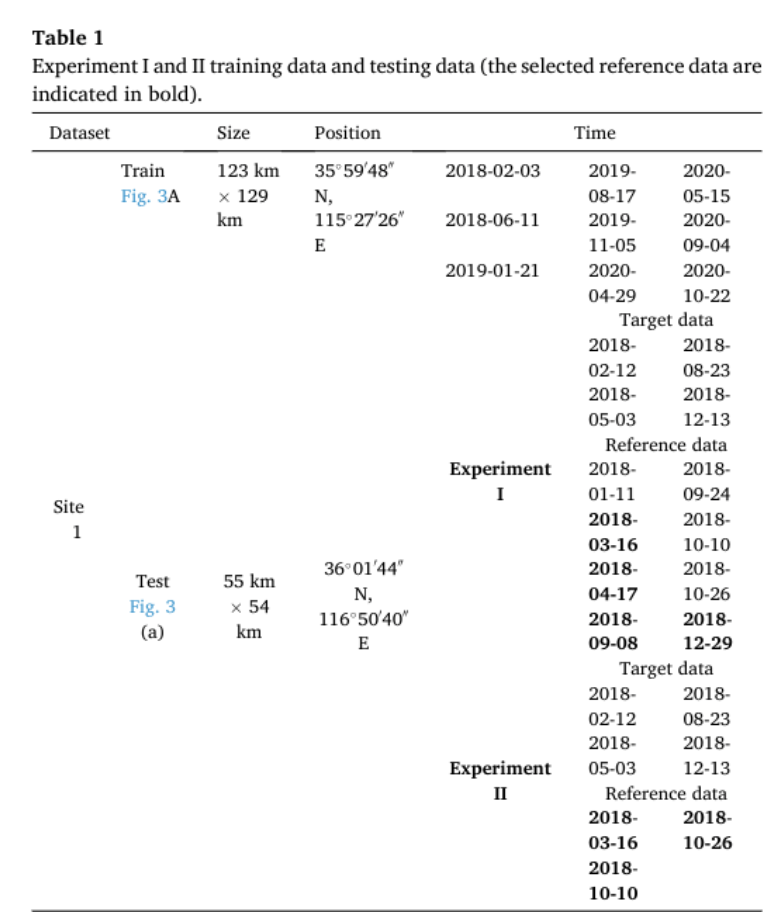 Table 1
Experiment I and II training data and testing data (the selected reference data are
indicated in bold).
Dataset Size Position Time
Train 123 km 35°59′48″ 2018-02-03 2019- 2020-
Fig. 3A × 129 N, 08-17 05-15
km 115°27′26″ 2018-06-11 2019- 2020-
E 11-05 09-04
2019-01-21 2020- 2020-
04-29 10-22
Target data
2018- 2018-
02-12 08-23
2018- 2018-
05-03 12-13
Reference data
Experiment 2018- 2018-
I 01-11 09-24
Site 2018- 2018-
1 03-16 10-10
36°01′44″ 2018- 2018-
Test 55 km N, 04-17 10-26
Fig. 3 × 54 116°50′40″ 2018- 2018-
(a) km E 09-08 12-29
Target data
2018- 2018-
02-12 08-23
2018- 2018-
Experiment 05-03 12-13
II Reference data
2018- 2018-
03-16 10-26
2018-
10-10